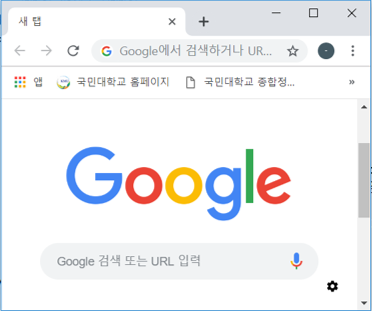 새 탭
Google에서 검색하거나 UR...
앱 국민대학교 홈페이지 국민대학교 종합정... »
Google
Google 검색 또는 URL 입력